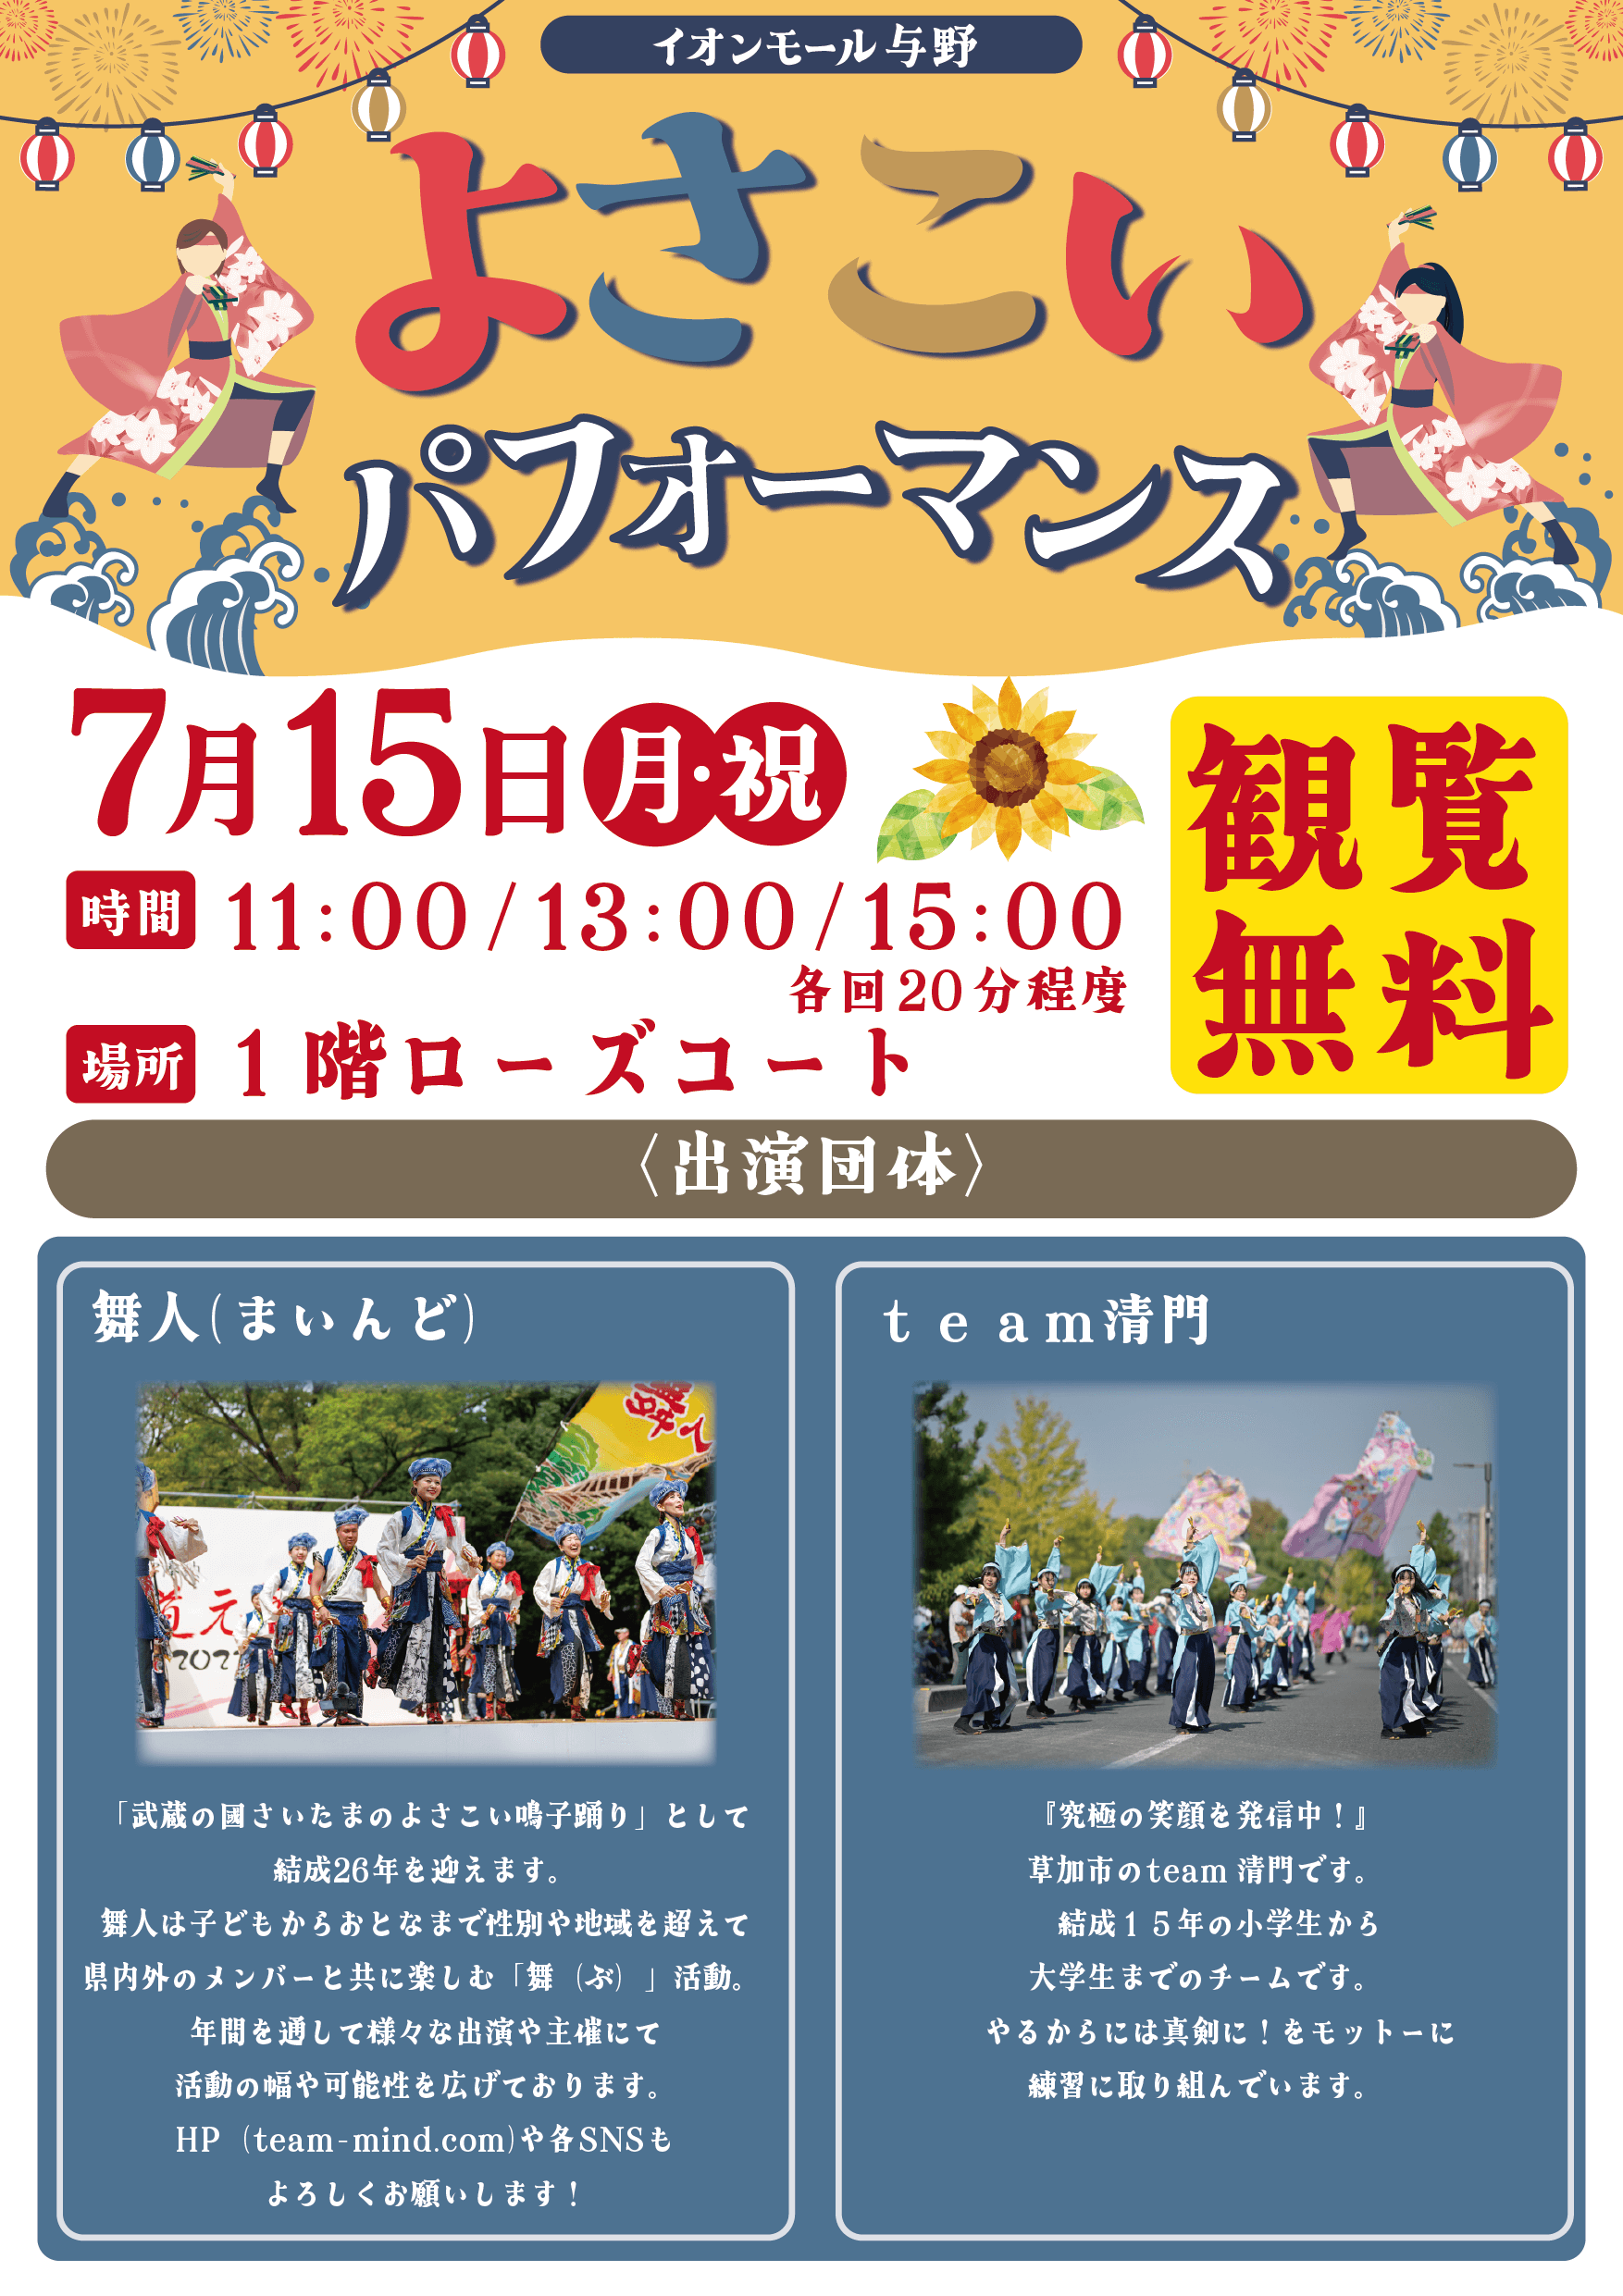 イオンモール与野
よさこい
パフォーマンス
7月15日月・祝
観覧
無料
時間 11:00/13:00/15:00
各回20分程度
場所 1階ローズコート
〈出演団体〉
舞人(まいんど)
道元
202
「武蔵の國さいたまのよさこい鳴子踊り」として
結成26年を迎えます。
舞人は子どもからおとなまで性別や地域を超えて
県内外のメンバーと共に楽しむ「舞（ぶ）」活動。
年間を通して様々な出演や主催にて
活動の幅や可能性を広げております。
HP（team-mind.com)や各SNSも
よろしくお願いします！
ｔｅａｍ清門
『究極の笑顔を発信中！』
草加市のteam 清門です。
結成１５年の小学生から
大学生までのチームです。
やるからには真剣に！をモットーに
練習に取り組んでいます。